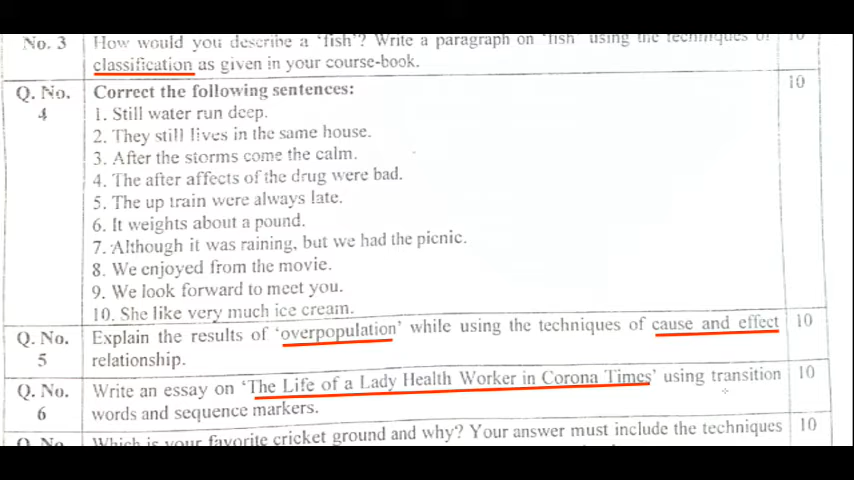 No. 3 How would you describe a 'fish'? Write a paragraph on 'fish' using the techniques of 10
classification as given in your course-book.
Q. No. 4 Correct the following sentences: 10
1. Still water run deep.
2. They still lives in the same house.
3. After the storms come the calm.
4. The after affects of the drug were bad.
5. The up train were always late.
6. It weights about a pound.
7. Although it was raining, but we had the picnic.
8. We enjoyed from the movie.
9. We look forward to meet you.
10. She like very much ice cream.
Q. No. 5 Explain the results of 'overpopulation' while using the techniques of cause and effect 10
relationship.
Q. No. 6 Write an essay on 'The Life of a Lady Health Worker in Corona Times' using transition 10
words and sequence markers.
Q. No. Which is your favorite cricket ground and why? Your answer must include the techniques 10